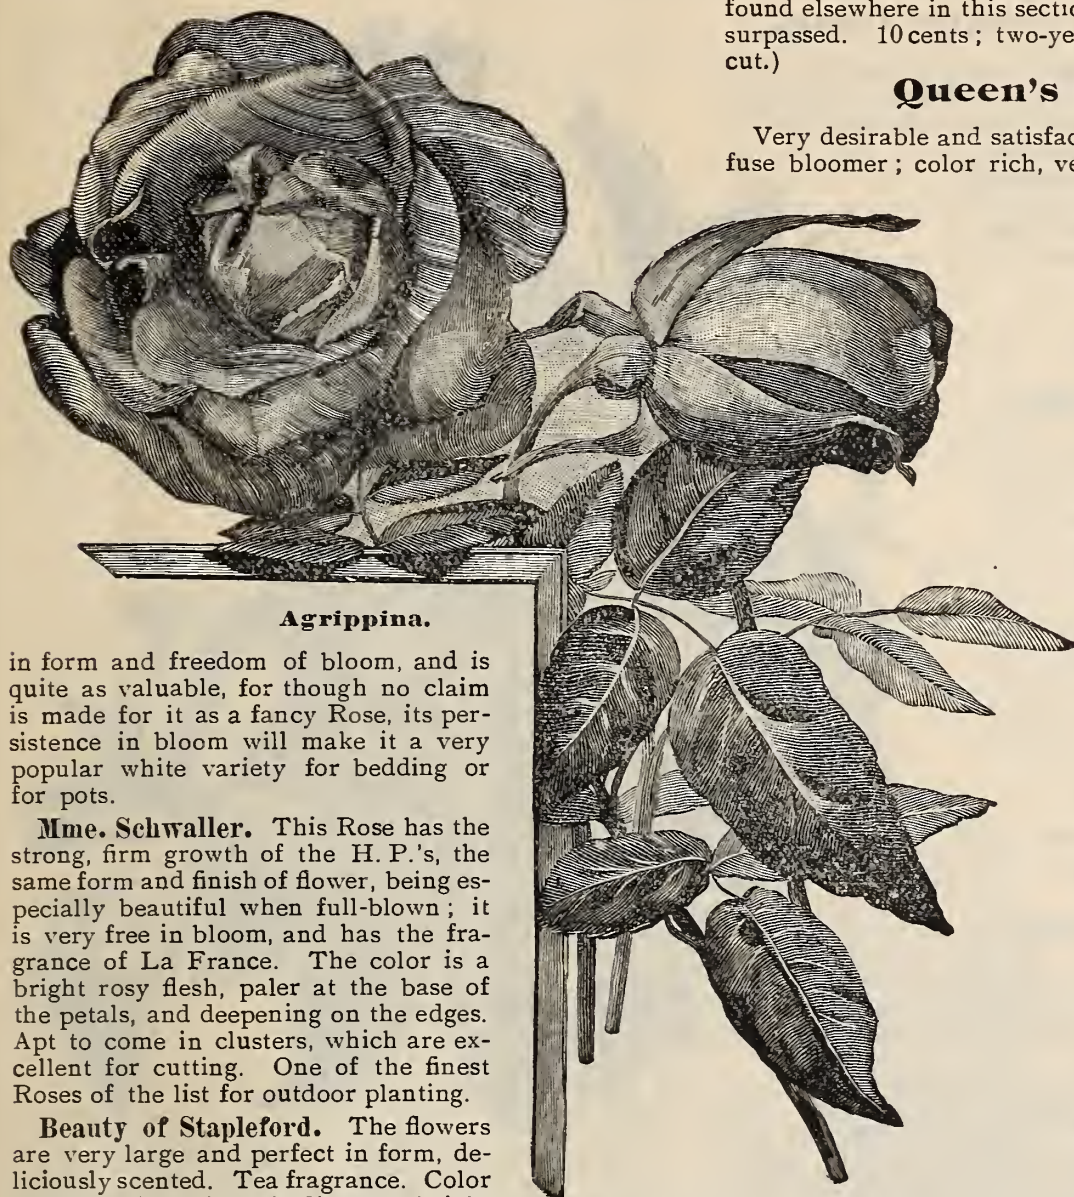 found elsewhere in this
surpassed. 10 cents ;
cut.)
Queen's
Very desirable and
fuse bloomer ; color rich,
Agrippina.
in form and freedom of bloom, and is
quite as valuable, for though no claim
is made for it as a fancy Rose, its per-
sistence in bloom will make it a very
popular white variety for bedding or
for pots.
Mme. Schwaller. This Rose has the
strong, firm growth of the H. P.'s, the
same form and finish of flower, being es-
pecially beautiful when full-blown ; it
is very free in bloom, and has the fra-
grance of La France. The color is a
bright rosy flesh, paler at the base of
the petals, and deepening on the edges.
Apt to come in clusters, which are ex-
cellent for cutting. One of the finest
Roses of the list for outdoor planting.
Beauty of Stapleford. The flowers
are very large and perfect in form, de-
liciously scented. Tea fragrance. Color